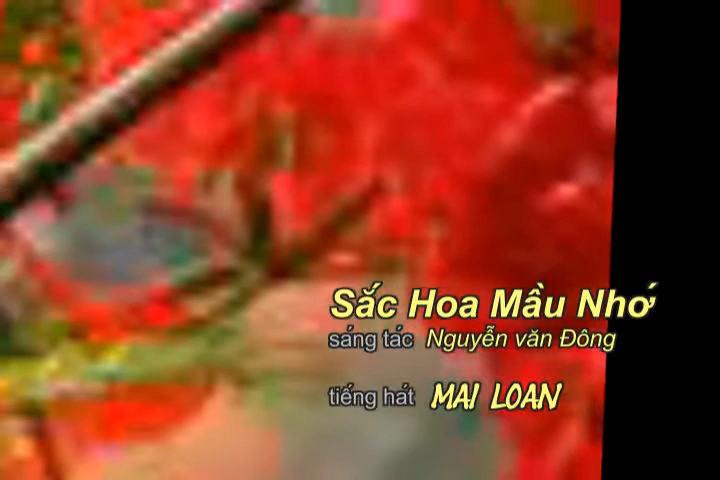 Sắc Hoa Mầu Nhớ
sáng tác Nguyễn văn Đông
tiếng hát MAI LOAN